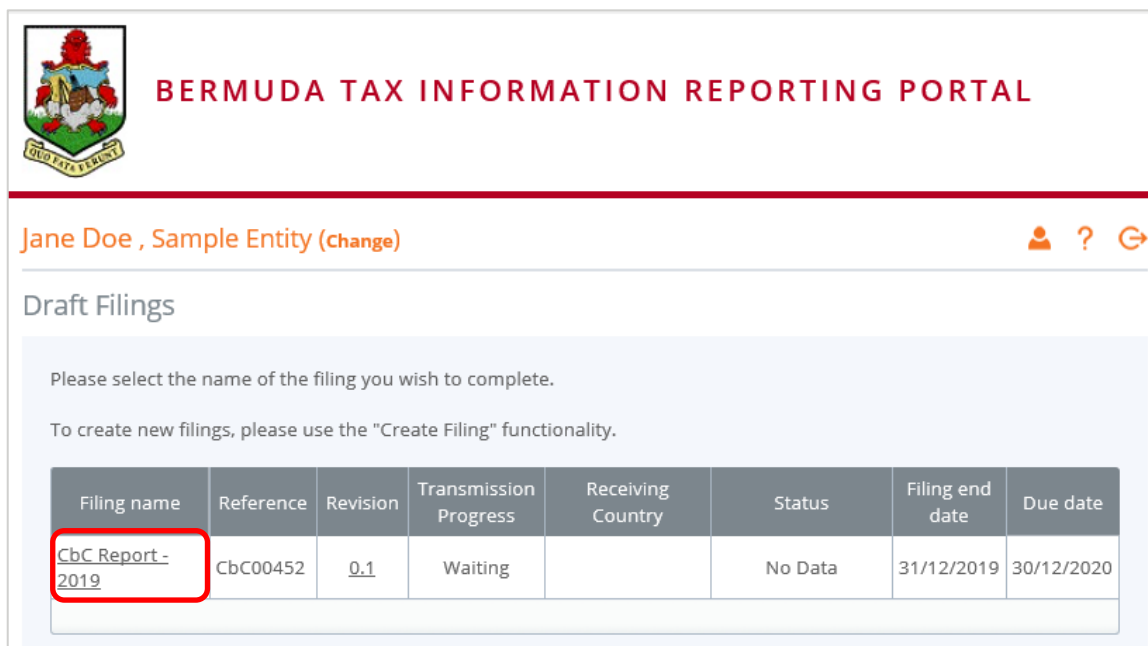 QUO FATA FERUNT
BERMUDA TAX INFORMATION REPORTING PORTAL
Jane Doe , Sample Entity (Change)
?
Draft Filings
Please select the name of the filing you wish to complete.
To create new filings, please use the "Create Filing" functionality.
Filing name Reference Revision Transmission Progress Receiving Country Status Filing end date Due date
CbC Report - 2019 CbC00452 0.1 Waiting No Data 31/12/2019 30/12/2020